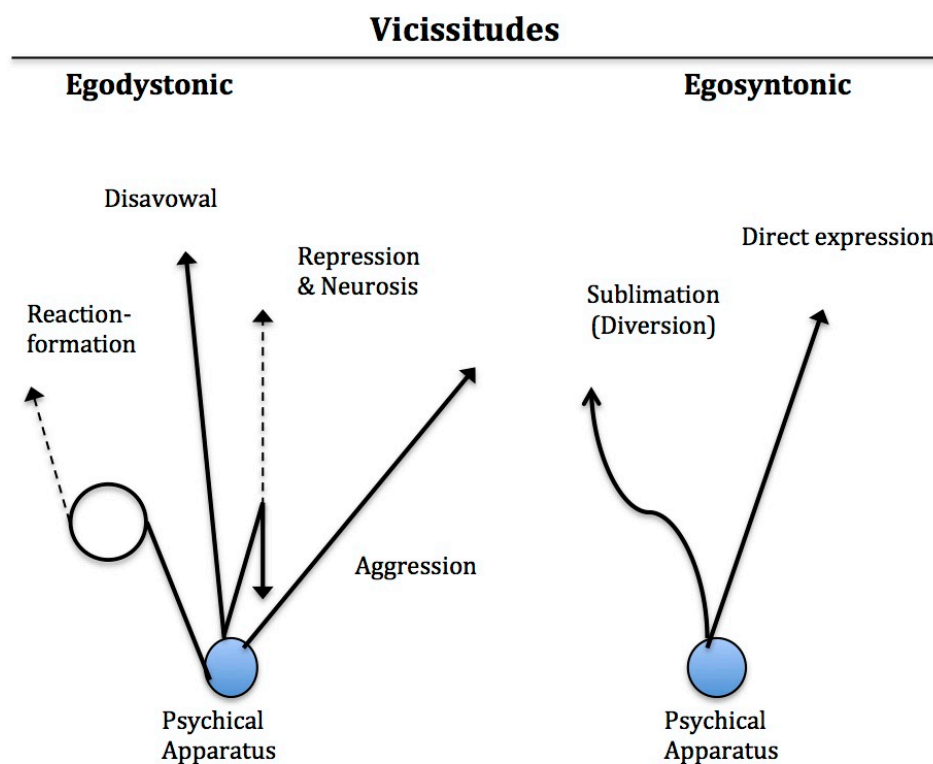 Vicissitudes
Egodystonic
Egosyntonic
Disavowal
Direct expression
Repression
& Neurosis
Sublimation
(Diversion)
Reaction-
formation
Aggression
Psychical
Apparatus
Psychical
Apparatus